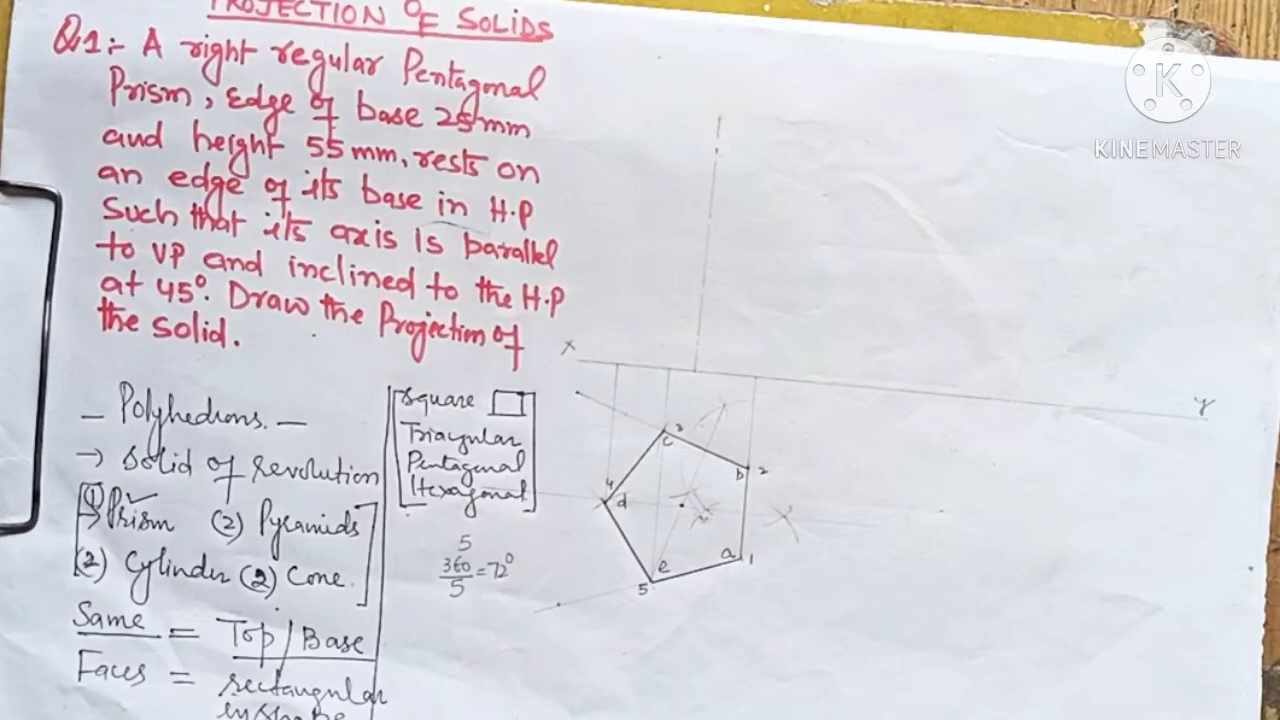 PROJECTION OF SOLIDS
Q.1:- A right regular Pentagonal
Prism, Edge of base 25mm
and height 55mm, rests on
an edge of its base in H.P
Such that its axis is parallel
to VP and inclined to the H.P
at 45°. Draw the Projection of
the solid.
KINEMASTER
- Polyhedrons. -
→ Solid of revolution
(1) Prism (2) Pyramids
(2) Cylinder (2) Cone.
Same = Top/Base
Faces = rectangular
in shape
Square
Triangular
Pentagonal
Hexagonal
5
360/5 = 72°
X
Y
3
c
b 2
4 d
a 1
e
5